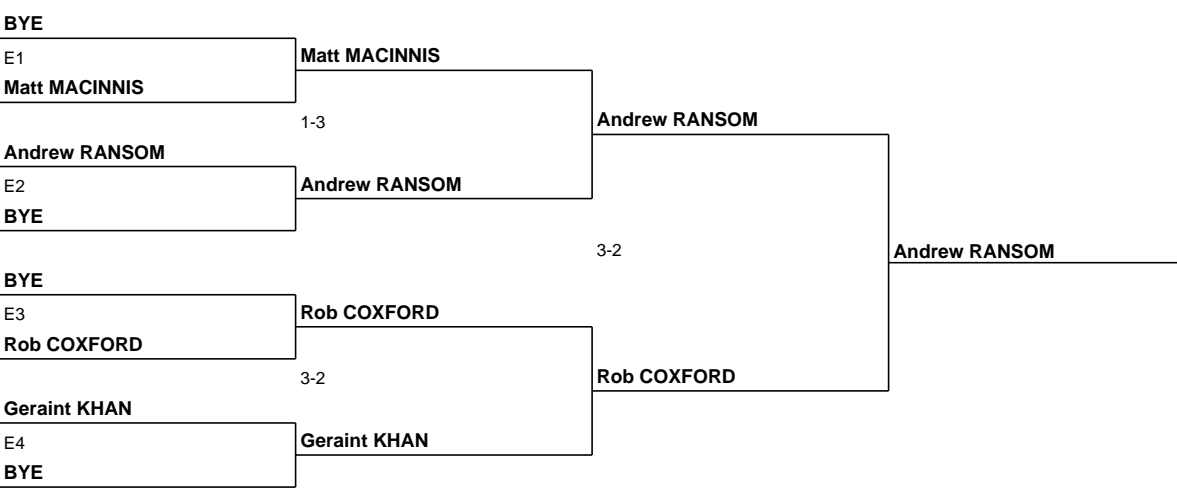 BYE
E1
Matt MACINNIS
Matt MACINNIS
1-3
Andrew RANSOM
Andrew RANSOM
E2
Andrew RANSOM
BYE
3-2
Andrew RANSOM
BYE
E3
Rob COXFORD
Rob COXFORD
3-2
Rob COXFORD
Geraint KHAN
E4
Geraint KHAN
BYE